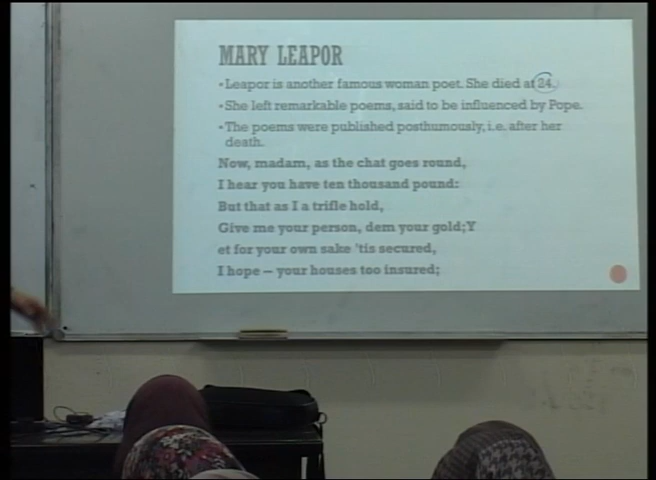 MARY LEAPOR
•Leapor is another famous woman poet. She died at 24.
•She left remarkable poems, said to be influenced by Pope.
•The poems were published posthumously, i.e. after her
death.
Now, madam, as the chat goes round,
I hear you have ten thousand pound:
But that as I a trifle hold,
Give me your person, dem your gold;Y
et for your own sake 'tis secured,
I hope – your houses too insured;